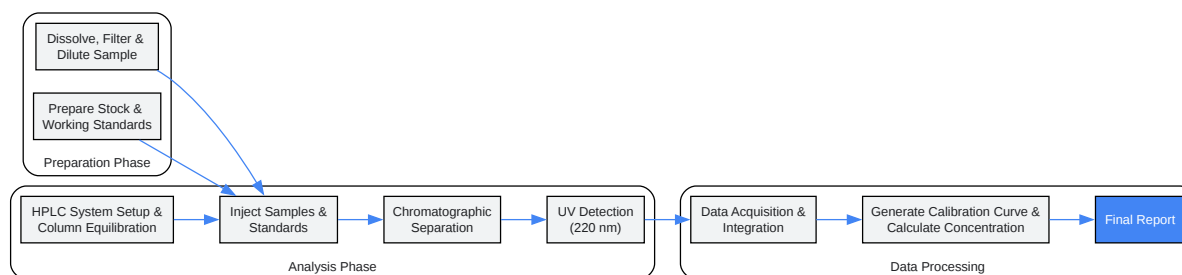 Dissolve, Filter &
Dilute Sample
Prepare Stock &
Working Standards
Preparation Phase
HPLC System Setup &
Column Equilibration
Inject Samples &
Standards
Chromatographic
Separation
UV Detection
(220 nm)
Analysis Phase
Data Acquisition &
Integration
Generate Calibration Curve &
Calculate Concentration
Final Report
Data Processing